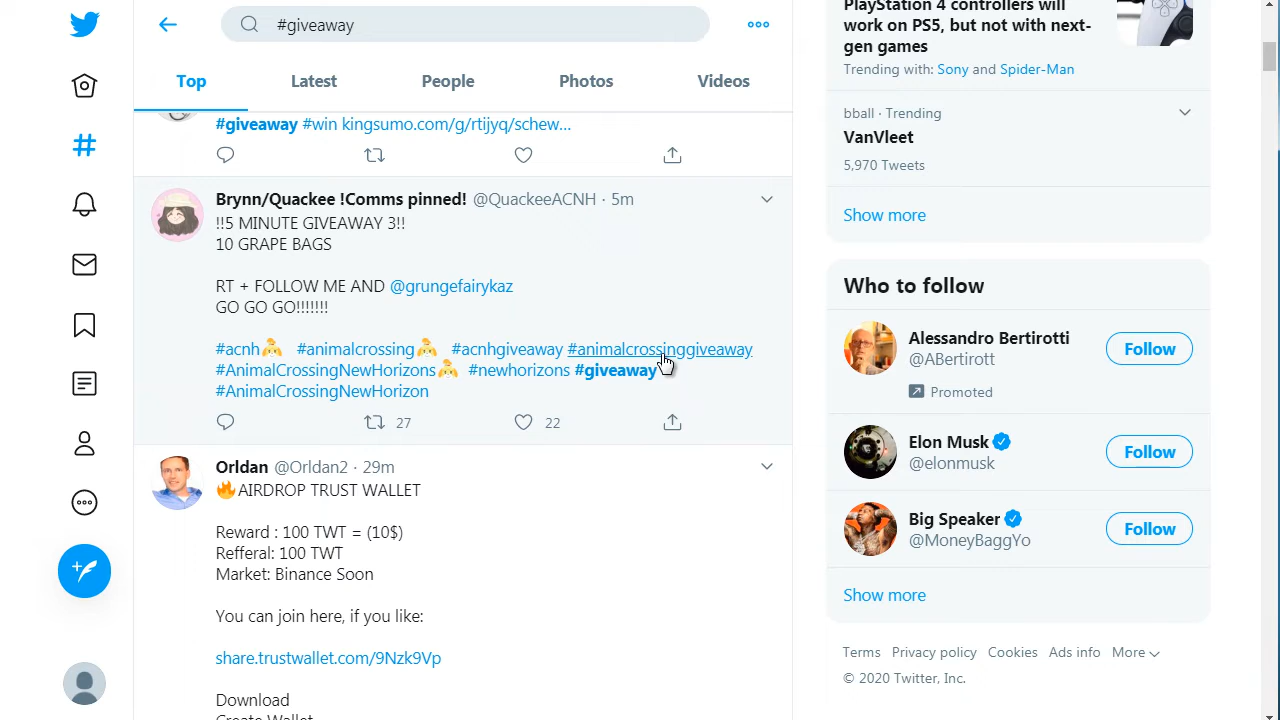 #giveaway
Top
Latest
People
Photos
Videos
#giveaway #win kingsumo.com/g/rtijyq/schew...
Brynn/Quackee !Comms pinned! @QuackeeACNH · 5m
!!5 MINUTE GIVEAWAY 3!!
10 GRAPE BAGS
RT + FOLLOW ME AND @grungefairykaz
GO GO GO!!!!!!!
#acnh #animalcrossing #acnhgiveaway #animalcrossinggiveaway
#AnimalCrossingNewHorizons #newhorizons #giveaway
#AnimalCrossingNewHorizon
27
22
Orldan @Orldan2 · 29m
🔥AIRDROP TRUST WALLET
Reward : 100 TWT = (10$)
Refferal: 100 TWT
Market: Binance Soon
You can join here, if you like:
share.trustwallet.com/9Nzk9Vp
Download
Create Wallet
PlayStation 4 controllers will
work on PS5, but not with next-
gen games
Trending with: Sony and Spider-Man
bball · Trending
VanVleet
5,970 Tweets
Show more
Who to follow
Alessandro Bertirotti
@ABertirott
Promoted
Follow
Elon Musk
@elonmusk
Follow
Big Speaker
@MoneyBaggYo
Follow
Show more
Terms Privacy policy Cookies Ads info More
© 2020 Twitter, Inc.